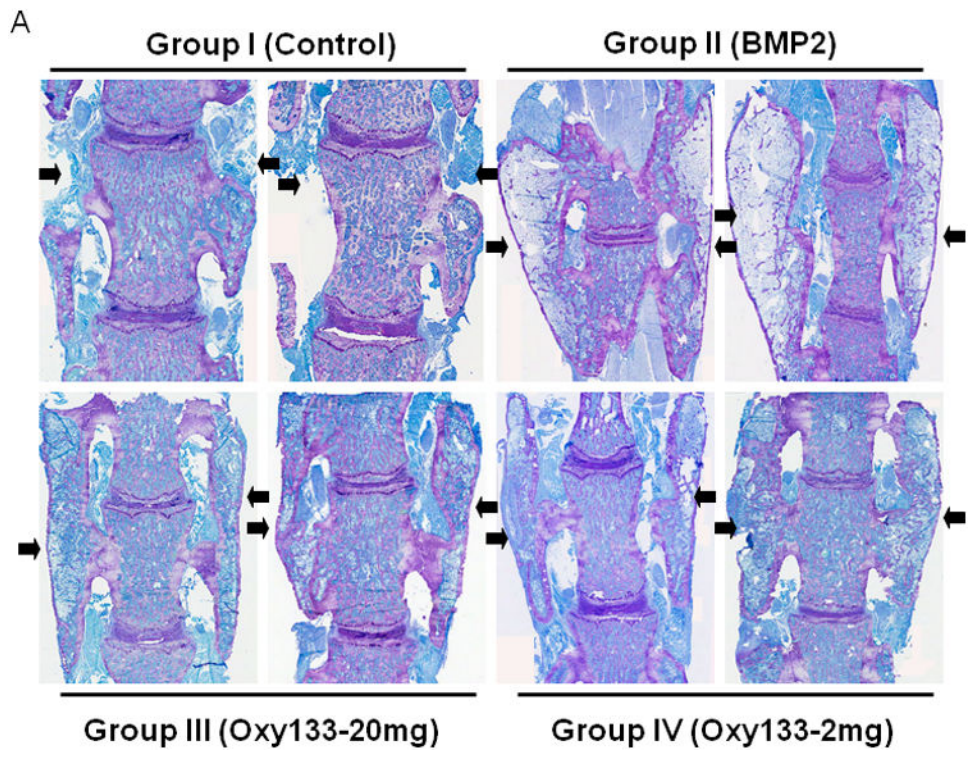 A
Group I (Control)
Group II (BMP2)
Group III (Oxy133-20mg)
Group IV (Oxy133-2mg)